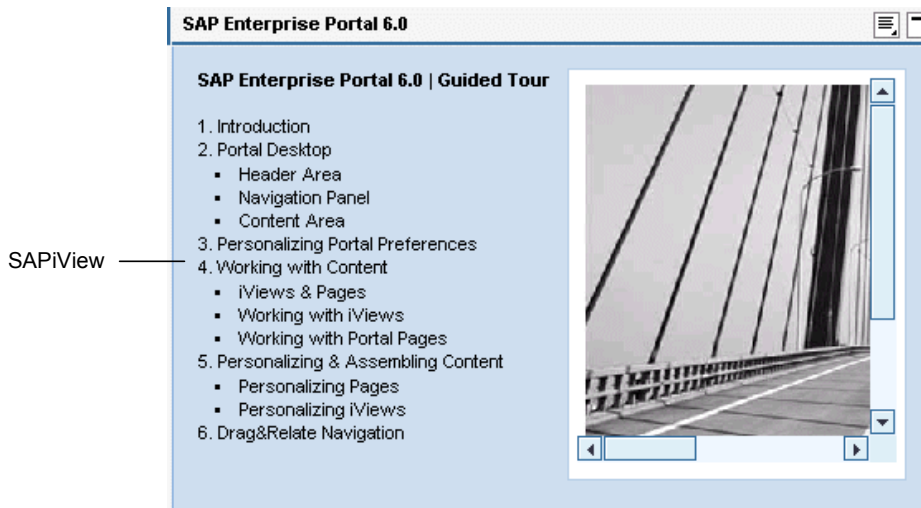 SAP Enterprise Portal 6.0
SAP Enterprise Portal 6.0 | Guided Tour
1. Introduction
2. Portal Desktop
▪ Header Area
▪ Navigation Panel
▪ Content Area
3. Personalizing Portal Preferences
SAPiView
4. Working with Content
▪ iViews & Pages
▪ Working with iViews
▪ Working with Portal Pages
5. Personalizing & Assembling Content
▪ Personalizing Pages
▪ Personalizing iViews
6. Drag&Relate Navigation